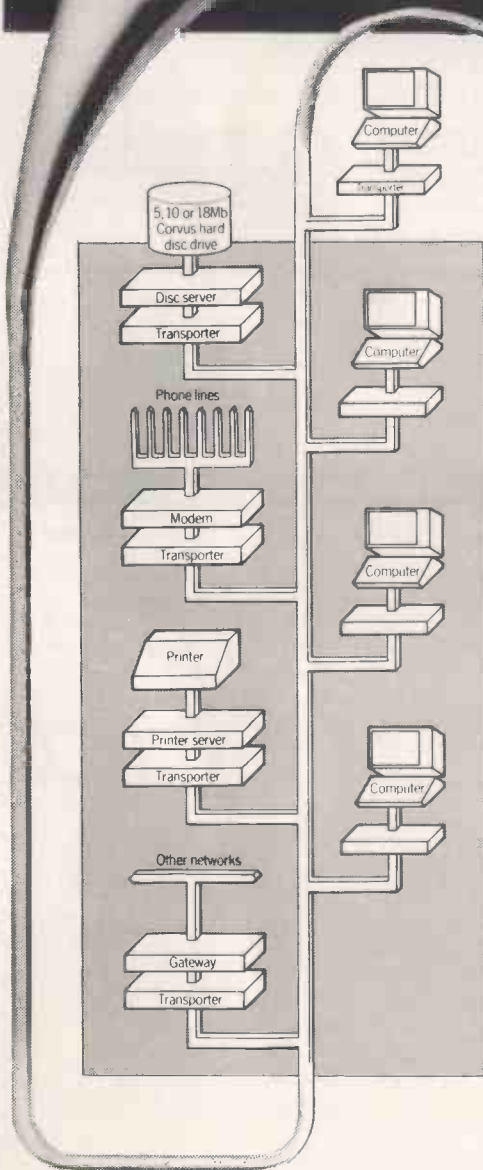 Computer
Transporter
5, 10 or 18Mb
Corvus hard
disc drive
Disc server
Transporter
Computer
Phone lines
Modem
Transporter
Computer
Printer
Printer server
Transporter
Computer
Other networks
Gateway
Transporter